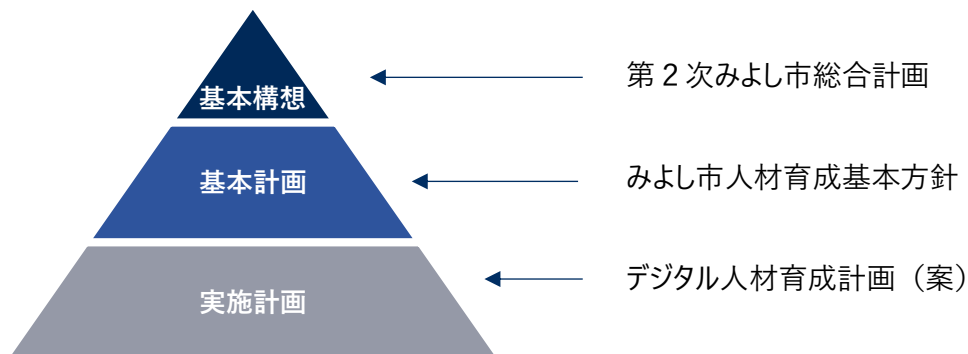 基本構想
第２次みよし市総合計画
基本計画
みよし市人材育成基本方針
実施計画
デジタル人材育成計画（案）